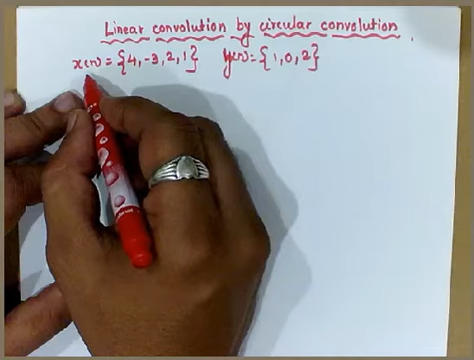 Linear convolution by circular convolution.
x(n) = {4, -3, 2, 1} y(n) = {1, 0, 2}